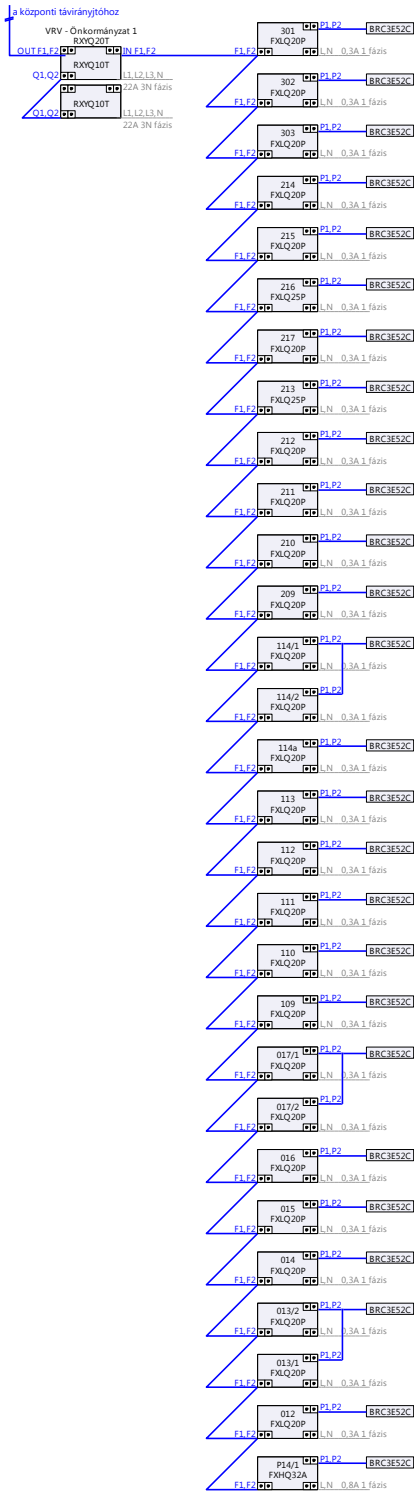 a központi távirányítóhoz
VRV - Önkormányzat 1
RXYQ20T
OUT F1,F2
IN F1,F2
RXYQ10T
Q1,Q2
L1,L2,L3,N
22A 3N fázis
RXYQ10T
Q1,Q2
L1,L2,L3,N
22A 3N fázis
301
P1,P2
BRC3E52C
FXLQ20P
F1,F2
L,N 0,3A 1 fázis
302
P1,P2
BRC3E52C
FXLQ20P
F1,F2
L,N 0,3A 1 fázis
303
P1,P2
BRC3E52C
FXLQ20P
F1,F2
L,N 0,3A 1 fázis
214
P1,P2
BRC3E52C
FXLQ20P
F1,F2
L,N 0,3A 1 fázis
215
P1,P2
BRC3E52C
FXLQ20P
F1,F2
L,N 0,3A 1 fázis
216
P1,P2
BRC3E52C
FXLQ25P
F1,F2
L,N 0,3A 1 fázis
217
P1,P2
BRC3E52C
FXLQ20P
F1,F2
L,N 0,3A 1 fázis
213
P1,P2
BRC3E52C
FXLQ25P
F1,F2
L,N 0,3A 1 fázis
212
P1,P2
BRC3E52C
FXLQ20P
F1,F2
L,N 0,3A 1 fázis
211
P1,P2
BRC3E52C
FXLQ20P
F1,F2
L,N 0,3A 1 fázis
210
P1,P2
BRC3E52C
FXLQ20P
F1,F2
L,N 0,3A 1 fázis
209
P1,P2
BRC3E52C
FXLQ20P
F1,F2
L,N 0,3A 1 fázis
114/1
P1,P2
BRC3E52C
FXLQ20P
F1,F2
L,N 0,3A 1 fázis
114/2
P1,P2
FXLQ20P
F1,F2
L,N 0,3A 1 fázis
114a
P1,P2
BRC3E52C
FXLQ20P
F1,F2
L,N 0,3A 1 fázis
113
P1,P2
BRC3E52C
FXLQ20P
F1,F2
L,N 0,3A 1 fázis
112
P1,P2
BRC3E52C
FXLQ20P
F1,F2
L,N 0,3A 1 fázis
111
P1,P2
BRC3E52C
FXLQ20P
F1,F2
L,N 0,3A 1 fázis
110
P1,P2
BRC3E52C
FXLQ20P
F1,F2
L,N 0,3A 1 fázis
109
P1,P2
BRC3E52C
FXLQ20P
F1,F2
L,N 0,3A 1 fázis
017/1
P1,P2
BRC3E52C
FXLQ20P
F1,F2
L,N 0,3A 1 fázis
017/2
P1,P2
FXLQ20P
F1,F2
L,N 0,3A 1 fázis
016
P1,P2
BRC3E52C
FXLQ20P
F1,F2
L,N 0,3A 1 fázis
015
P1,P2
BRC3E52C
FXLQ20P
F1,F2
L,N 0,3A 1 fázis
014
P1,P2
BRC3E52C
FXLQ20P
F1,F2
L,N 0,3A 1 fázis
013/2
P1,P2
BRC3E52C
FXLQ20P
F1,F2
L,N 0,3A 1 fázis
013/1
P1,P2
FXLQ20P
F1,F2
L,N 0,3A 1 fázis
012
P1,P2
BRC3E52C
FXLQ20P
F1,F2
L,N 0,3A 1 fázis
P14/1
P1,P2
BRC3E52C
FXHQ32A
F1,F2
L,N 0,8A 1 fázis